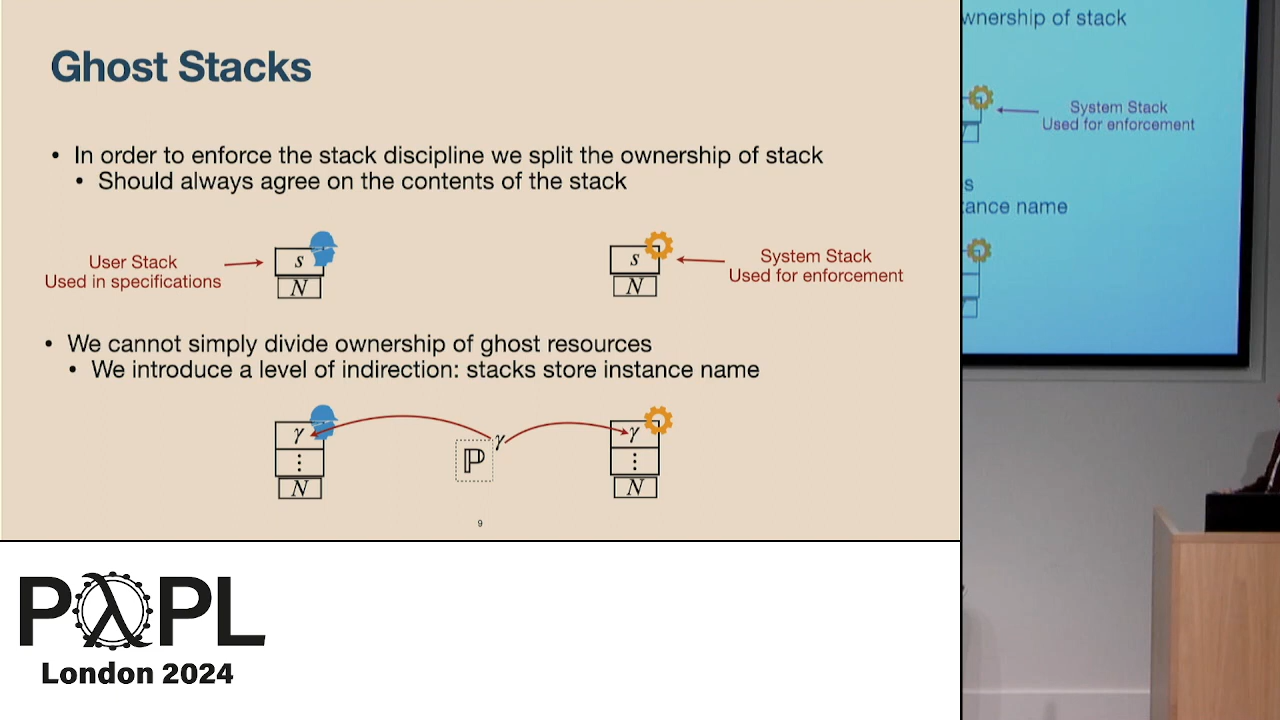 Ghost Stacks
• In order to enforce the stack discipline we split the ownership of stack
• Should always agree on the contents of the stack
User Stack
Used in specifications
s
N
s
N
System Stack
Used for enforcement
• We cannot simply divide ownership of ghost resources
• We introduce a level of indirection: stacks store instance name
γ
⋮
N
ℙ
γ
γ
⋮
N
9
PλPL
London 2024
wnership of stack
System Stack
Used for enforcement
s
tance name